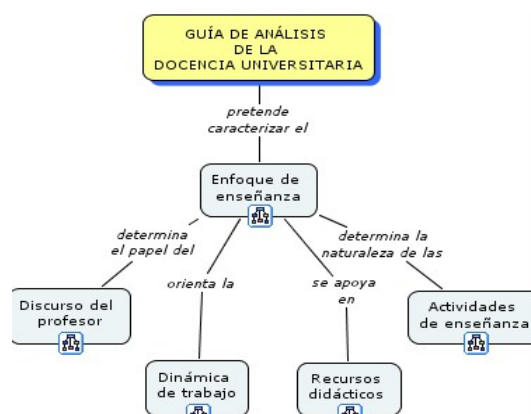 GUÍA DE ANÁLISIS
DE LA
DOCENCIA UNIVERSITARIA
pretende
caracterizar el
Enfoque de
enseñanza
determina
el papel del
orienta la
se apoya
en
determina la
naturaleza de las
Discurso del
profesor
Dinámica
de trabajo
Recursos
didácticos
Actividades
de enseñanza